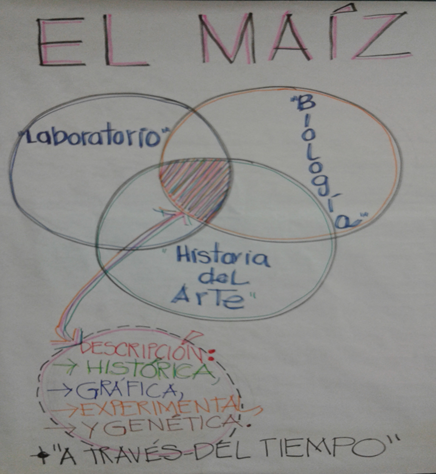 EL MAÍZ
"Laboratorio"
"Biología"
"Historia
del
Arte"
DESCRIPCIÓN:
→ HISTÓRICA,
→ GRÁFICA,
→ EXPERIMENTAL,
→ Y GENÉTICA.
+ "A TRAVÉS DEL TIEMPO"